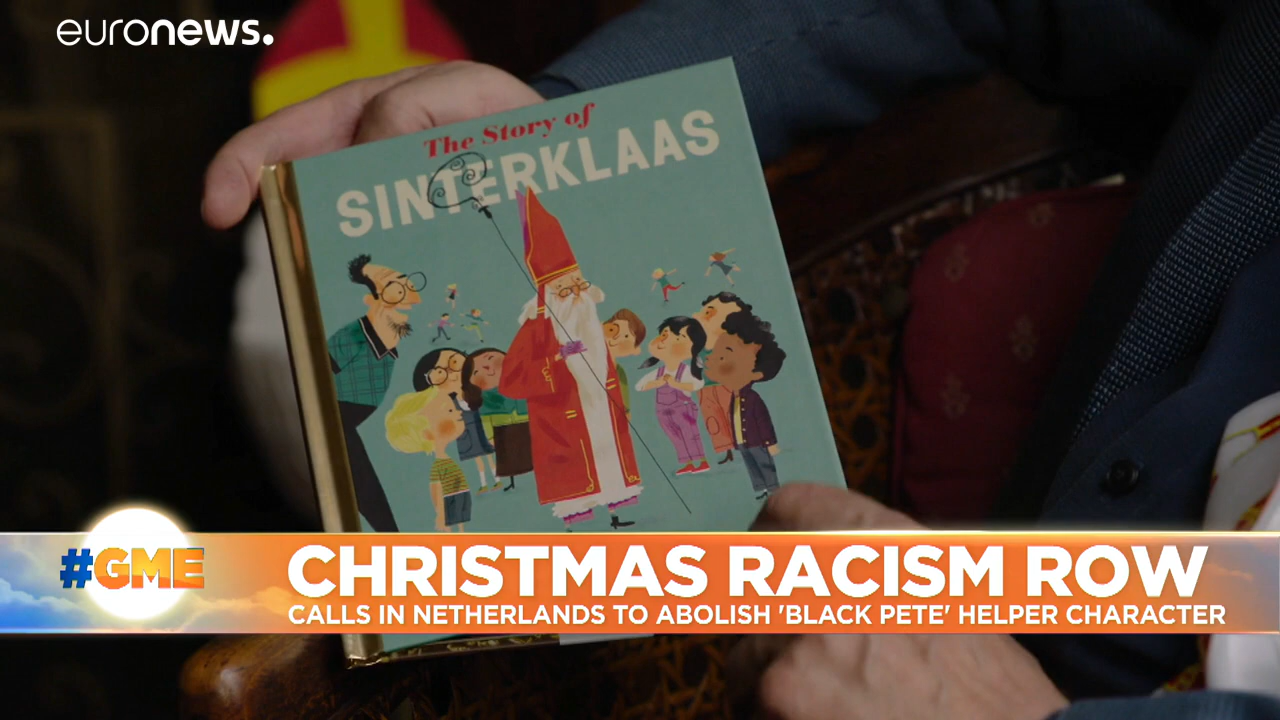 euronews.
The Story of
SINTERKLAAS
#GME
CHRISTMAS RACISM ROW
CALLS IN NETHERLANDS TO ABOLISH 'BLACK PETE' HELPER CHARACTER